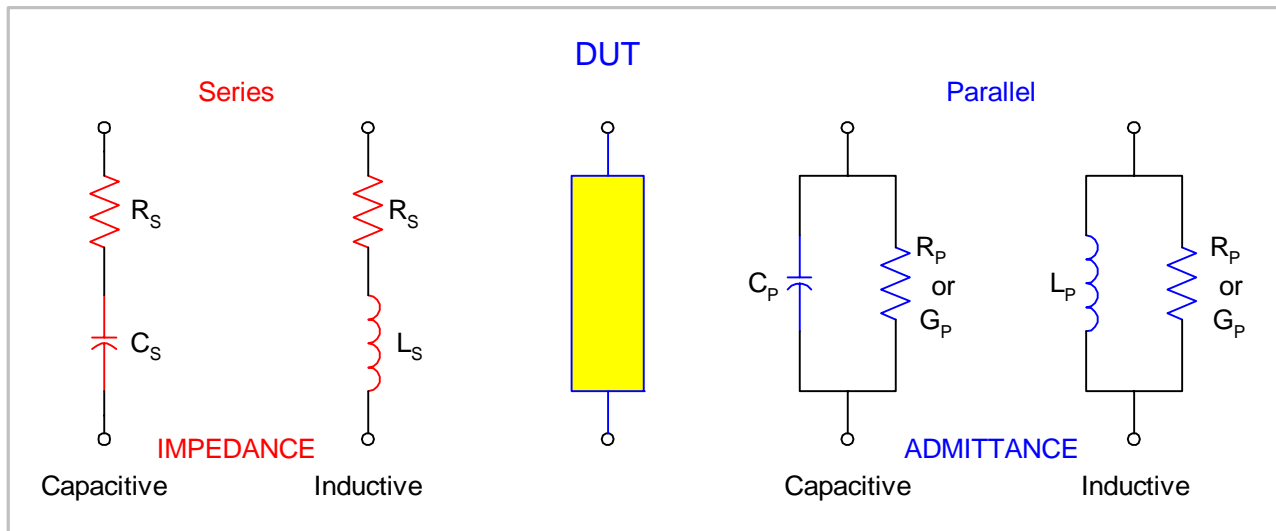 DUT
Series
Parallel
R_S
R_S
C_S
L_S
R_P
or
G_P
C_P
R_P
or
G_P
L_P
IMPEDANCE
ADMITTANCE
Capacitive
Inductive
Capacitive
Inductive